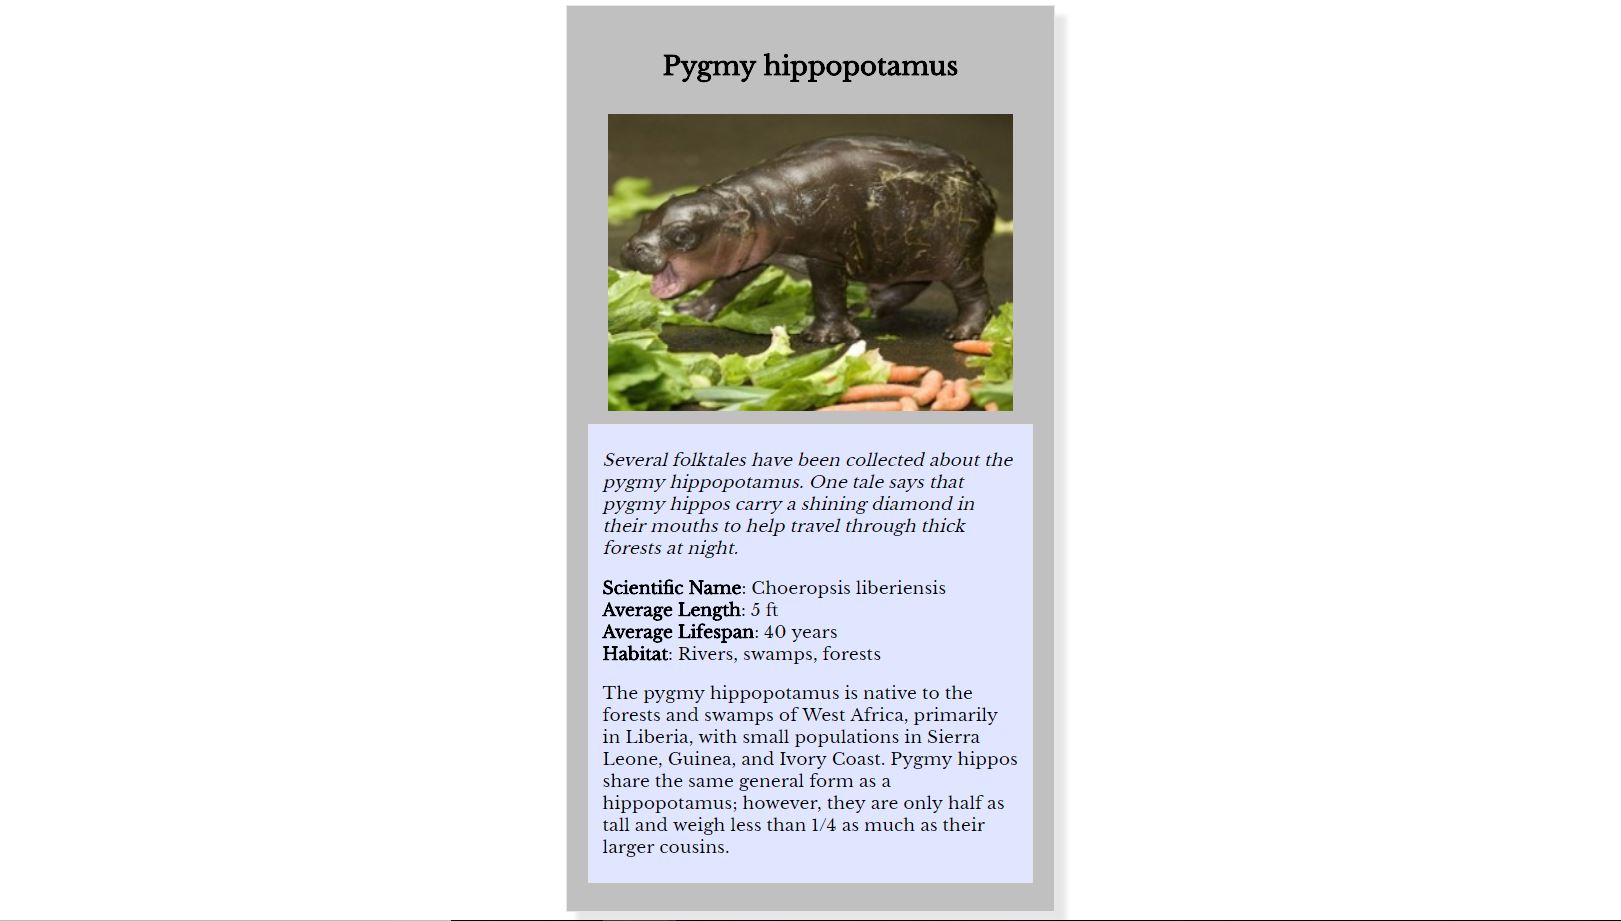 Pygmy hippopotamus
Several folktales have been collected about the
pygmy hippopotamus. One tale says that
pygmy hippos carry a shining diamond in
their mouths to help travel through thick
forests at night.
Scientific Name: Choeropsis liberiensis
Average Length: 5 ft
Average Lifespan: 40 years
Habitat: Rivers, swamps, forests
The pygmy hippopotamus is native to the
forests and swamps of West Africa, primarily
in Liberia, with small populations in Sierra
Leone, Guinea, and Ivory Coast. Pygmy hippos
share the same general form as a
hippopotamus; however, they are only half as
tall and weigh less than 1/4 as much as their
larger cousins.